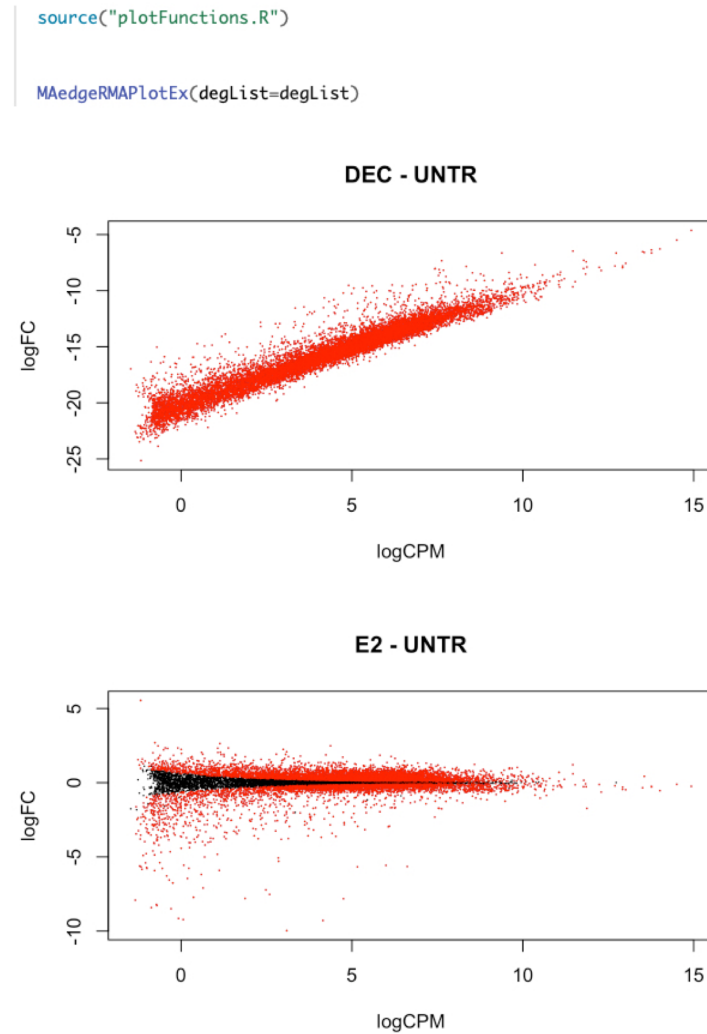 source("plotFunctions.R")
MAedgeRMAPlotEx(degList=degList)
DEC - UNTR
-5
-10
-15
-20
-25
logFC
0 5 10 15
logCPM
E2 - UNTR
5
0
-5
-10
logFC
0 5 10 15
logCPM